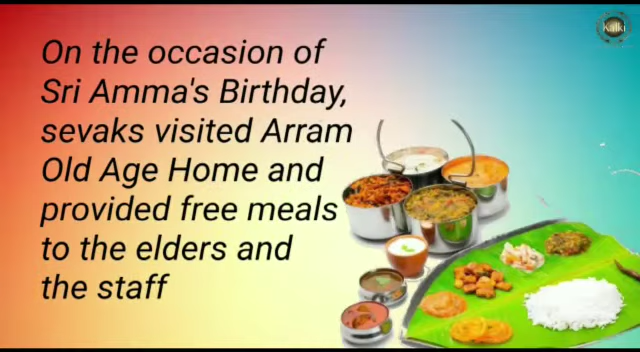 Kalki
On the occasion of
Sri Amma's Birthday,
sevaks visited Arram
Old Age Home and
provided free meals
to the elders and
the staff